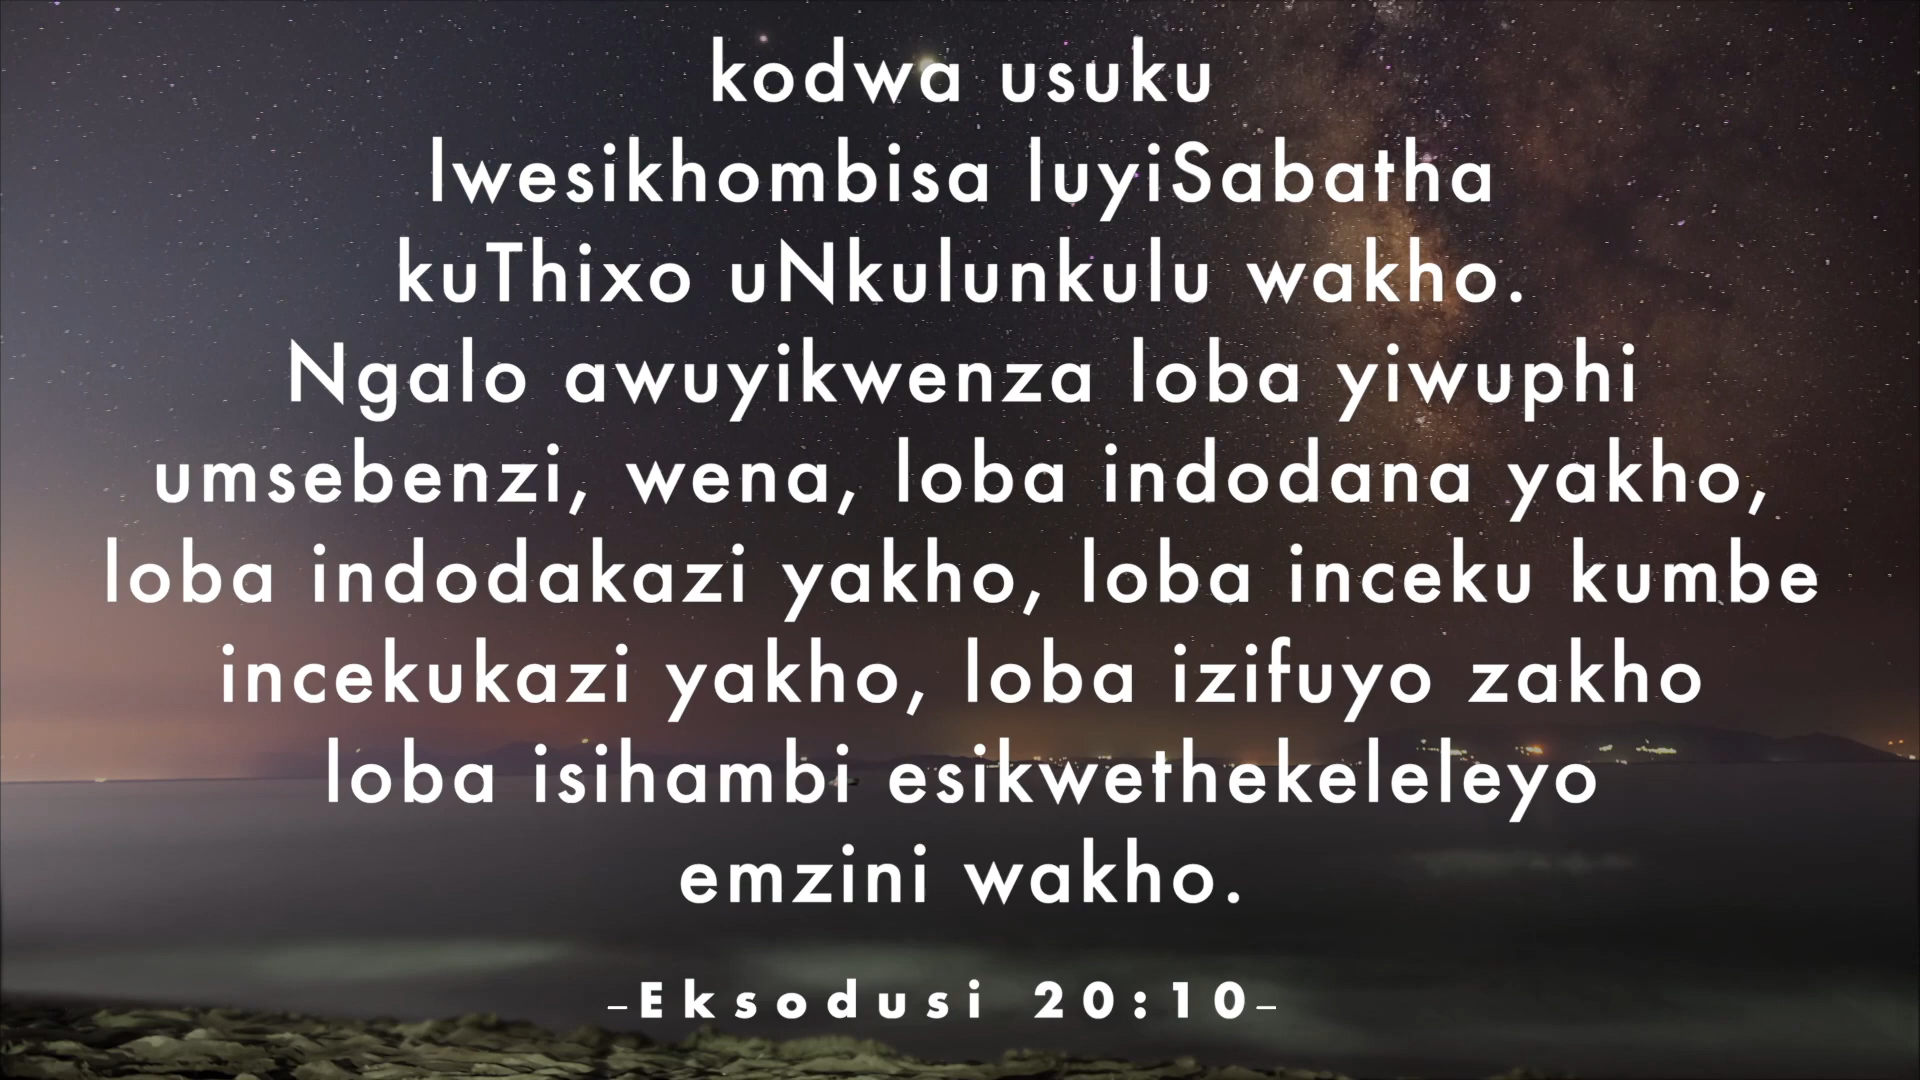 kodwa usuku
lwesikhombisa luyiSabatha
kuThixo uNkulunkulu wakho.
Ngalo awuyikwenza loba yiwuphi
umsebenzi, wena, loba indodana yakho,
loba indodakazi yakho, loba inceku kumbe
incekukazi yakho, loba izifuyo zakho
loba isihambi esikwethekeleleyo
emzini wakho.
–Eksodusi 20:10–